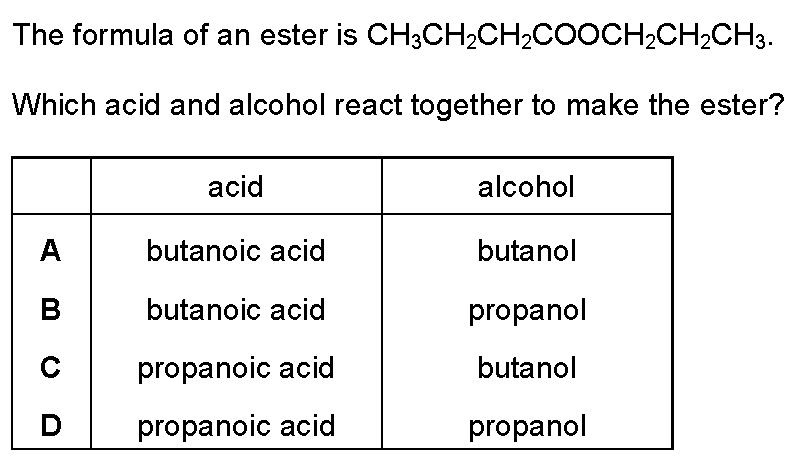 The formula of an ester is CH₃CH₂CH₂COOCH₂CH₂CH₃.
Which acid and alcohol react together to make the ester?
acid alcohol
A butanoic acid butanol
B butanoic acid propanol
C propanoic acid butanol
D propanoic acid propanol